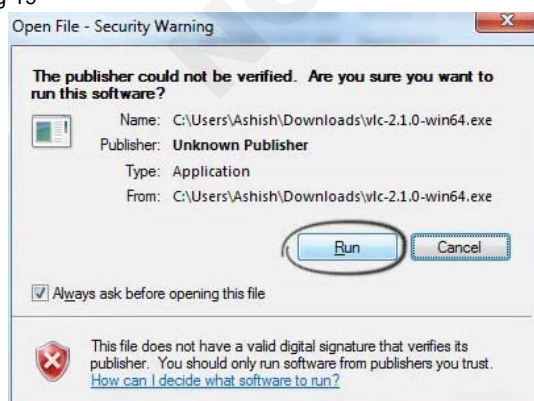 Open File - Security Warning
The publisher could not be verified.  Are you sure you want to
run this software?
Name: C:\Users\Ashish\Downloads\vlc-2.1.0-win64.exe
Publisher: Unknown Publisher
Type: Application
From: C:\Users\Ashish\Downloads\vlc-2.1.0-win64.exe
Run Cancel
Always ask before opening this file
This file does not have a valid digital signature that verifies its
publisher.  You should only run software from publishers you trust.
How can I decide what software to run?